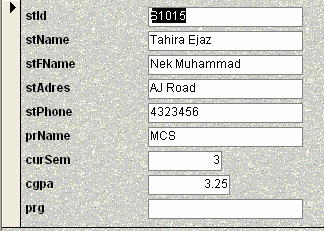 stId S1015
stName Tahira Ejaz
stFName Nek Muhammad
stAdres AJ Road
stPhone 4323456
prName MCS
curSem 3
cgpa 3.25
prg